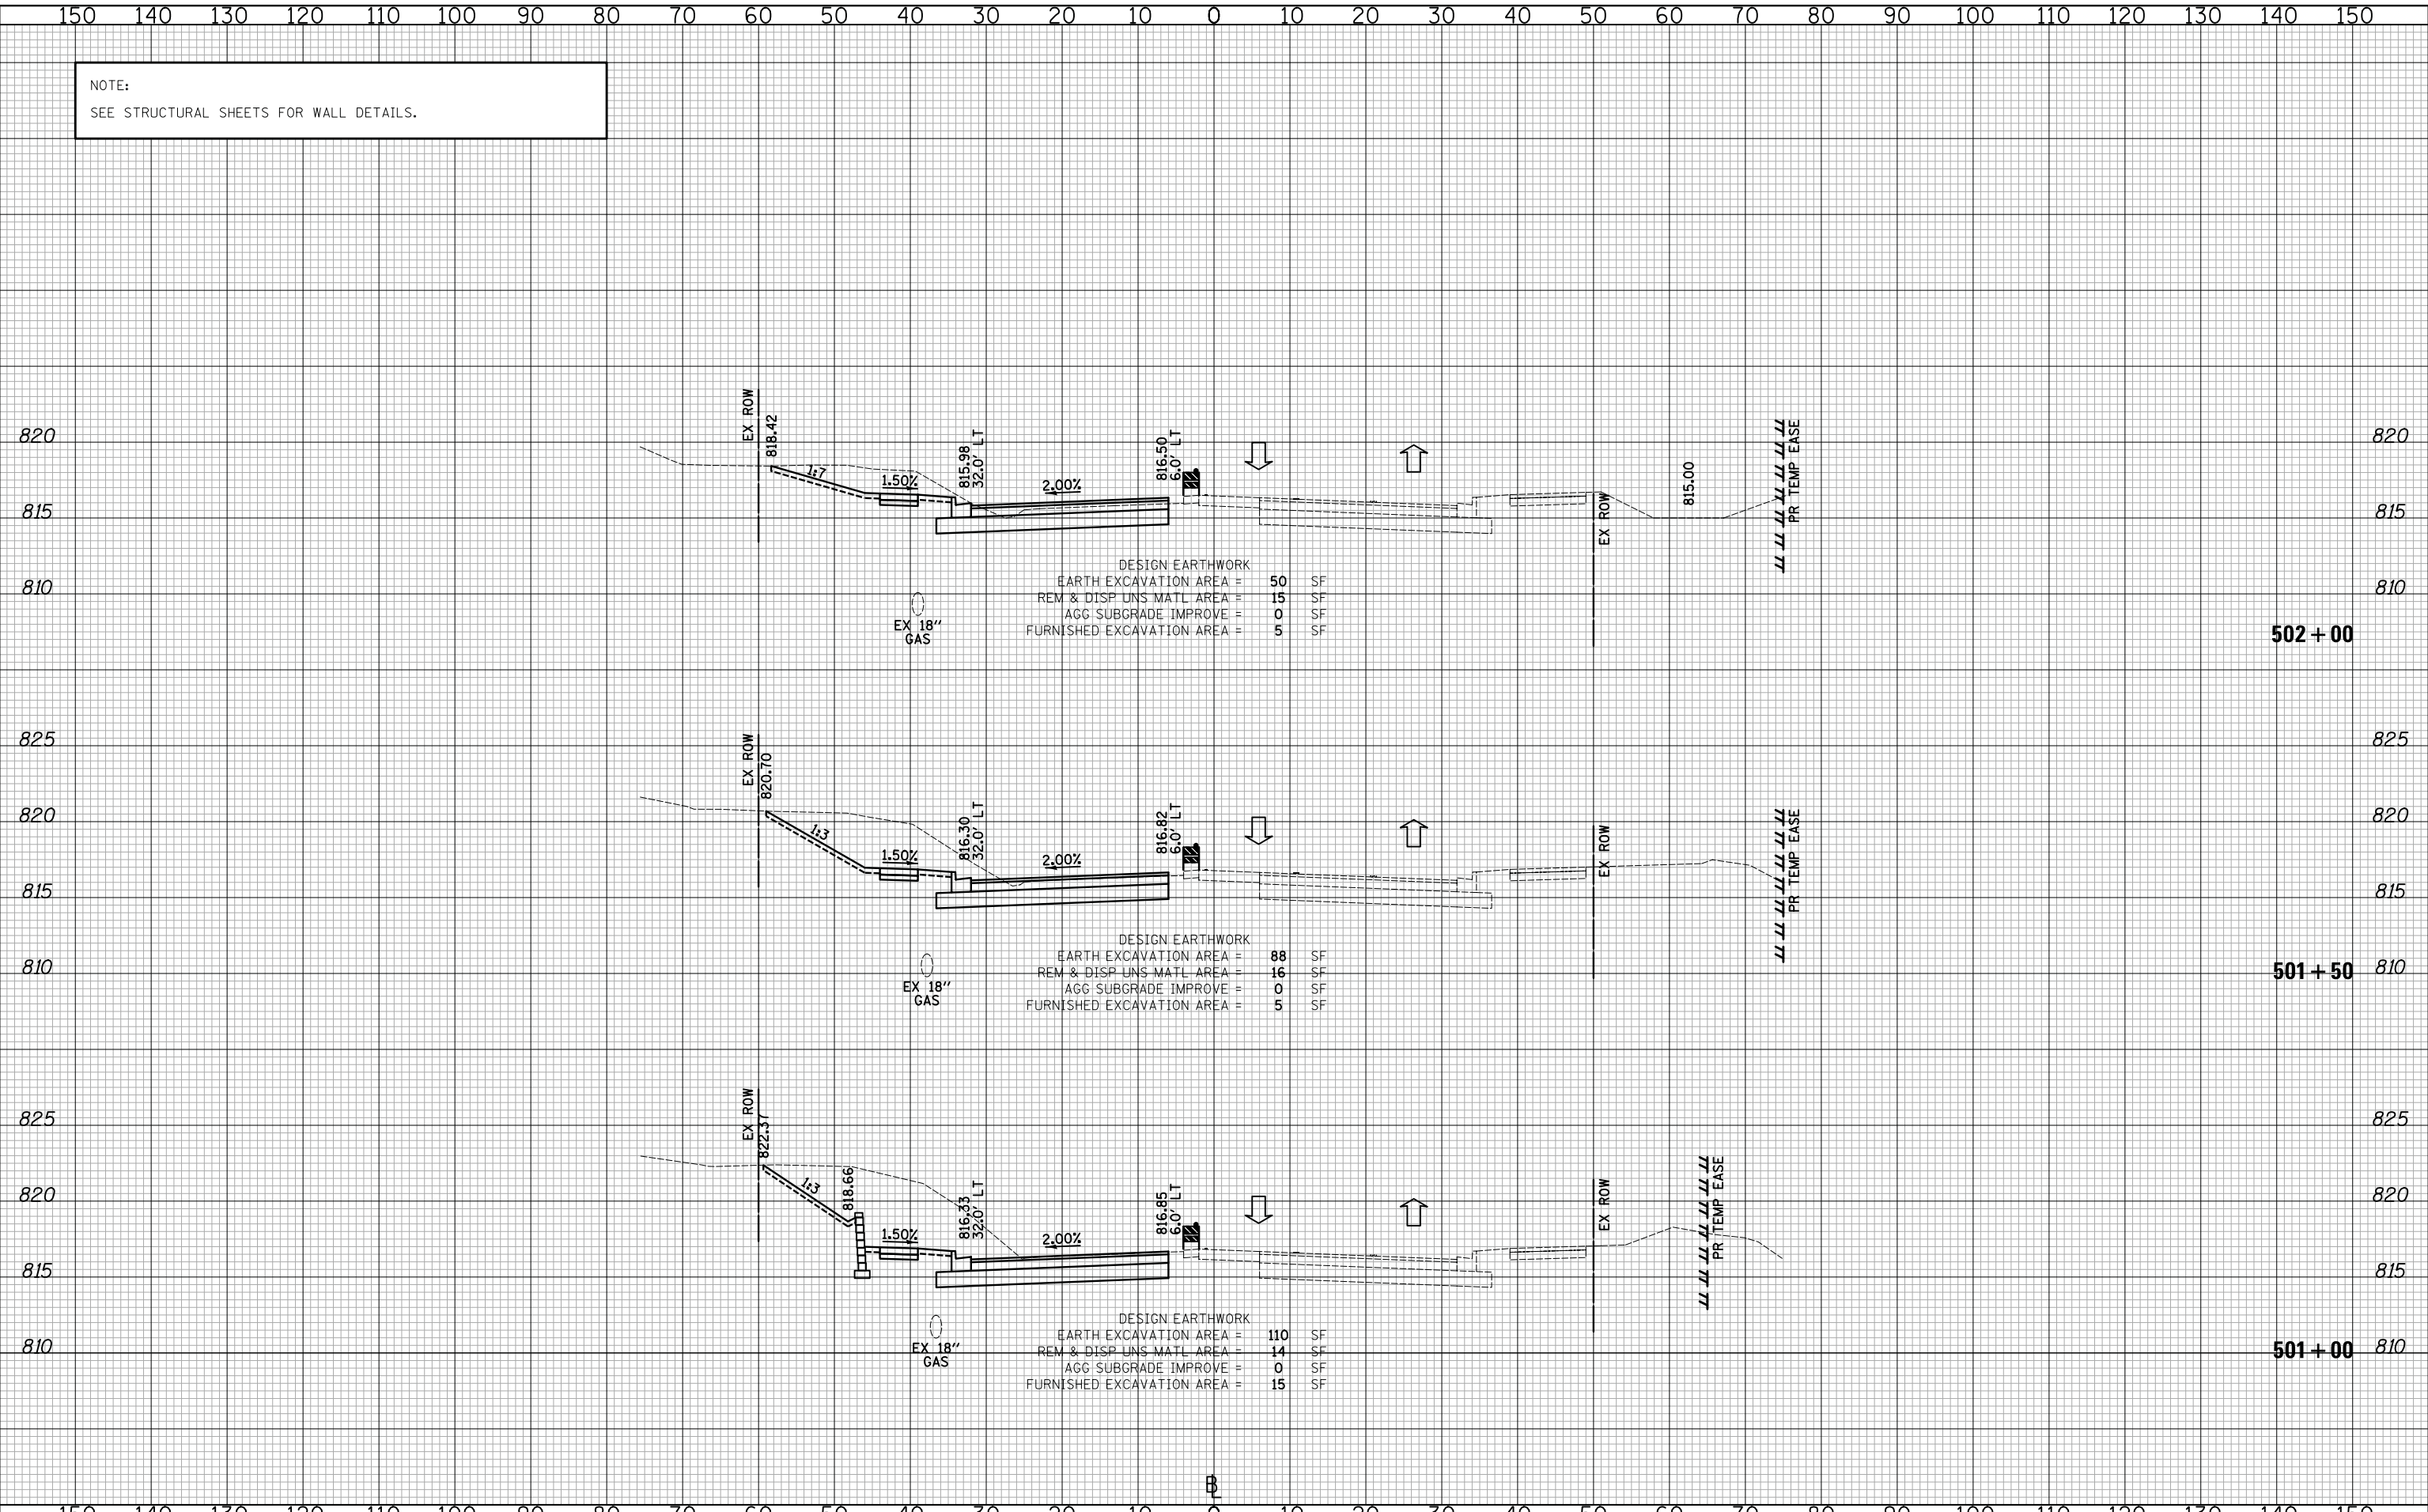 150 140 130 120 110 100 90 80 70 60 50 40 30 20 10 0 10 20 30 40 50 60 70 80 90 100 110 120 130 140 150
NOTE:
SEE STRUCTURAL SHEETS FOR WALL DETAILS.
EX ROW
818.42
1:7
1.50%
815.98
32.0' LT
2.00%
816.50
6.0' LT
EX ROW
815.00
PR TEMP EASE
820 820
815 815
810 810
EX 18"
GAS
DESIGN EARTHWORK
EARTH EXCAVATION AREA = 50 SF
REM & DISP UNS MATL AREA = 15 SF
AGG SUBGRADE IMPROVE = 0 SF
FURNISHED EXCAVATION AREA = 5 SF
502+00
825 825
EX ROW
820.70
1:3
1.50%
816.30
32.0' LT
2.00%
816.82
6.0' LT
EX ROW
PR TEMP EASE
820 820
815 815
810 810
EX 18"
GAS
DESIGN EARTHWORK
EARTH EXCAVATION AREA = 88 SF
REM & DISP UNS MATL AREA = 16 SF
AGG SUBGRADE IMPROVE = 0 SF
FURNISHED EXCAVATION AREA = 5 SF
501+50
825 825
EX ROW
822.37
1:3
818.66
1.50%
816.33
32.0' LT
2.00%
816.85
6.0' LT
EX ROW
PR TEMP EASE
820 820
815 815
810 810
EX 18"
GAS
DESIGN EARTHWORK
EARTH EXCAVATION AREA = 110 SF
REM & DISP UNS MATL AREA = 14 SF
AGG SUBGRADE IMPROVE = 0 SF
FURNISHED EXCAVATION AREA = 15 SF
501+00
BL
150 140 130 120 110 100 90 80 70 60 50 40 30 20 10 0 10 20 30 40 50 60 70 80 90 100 110 120 130 140 150